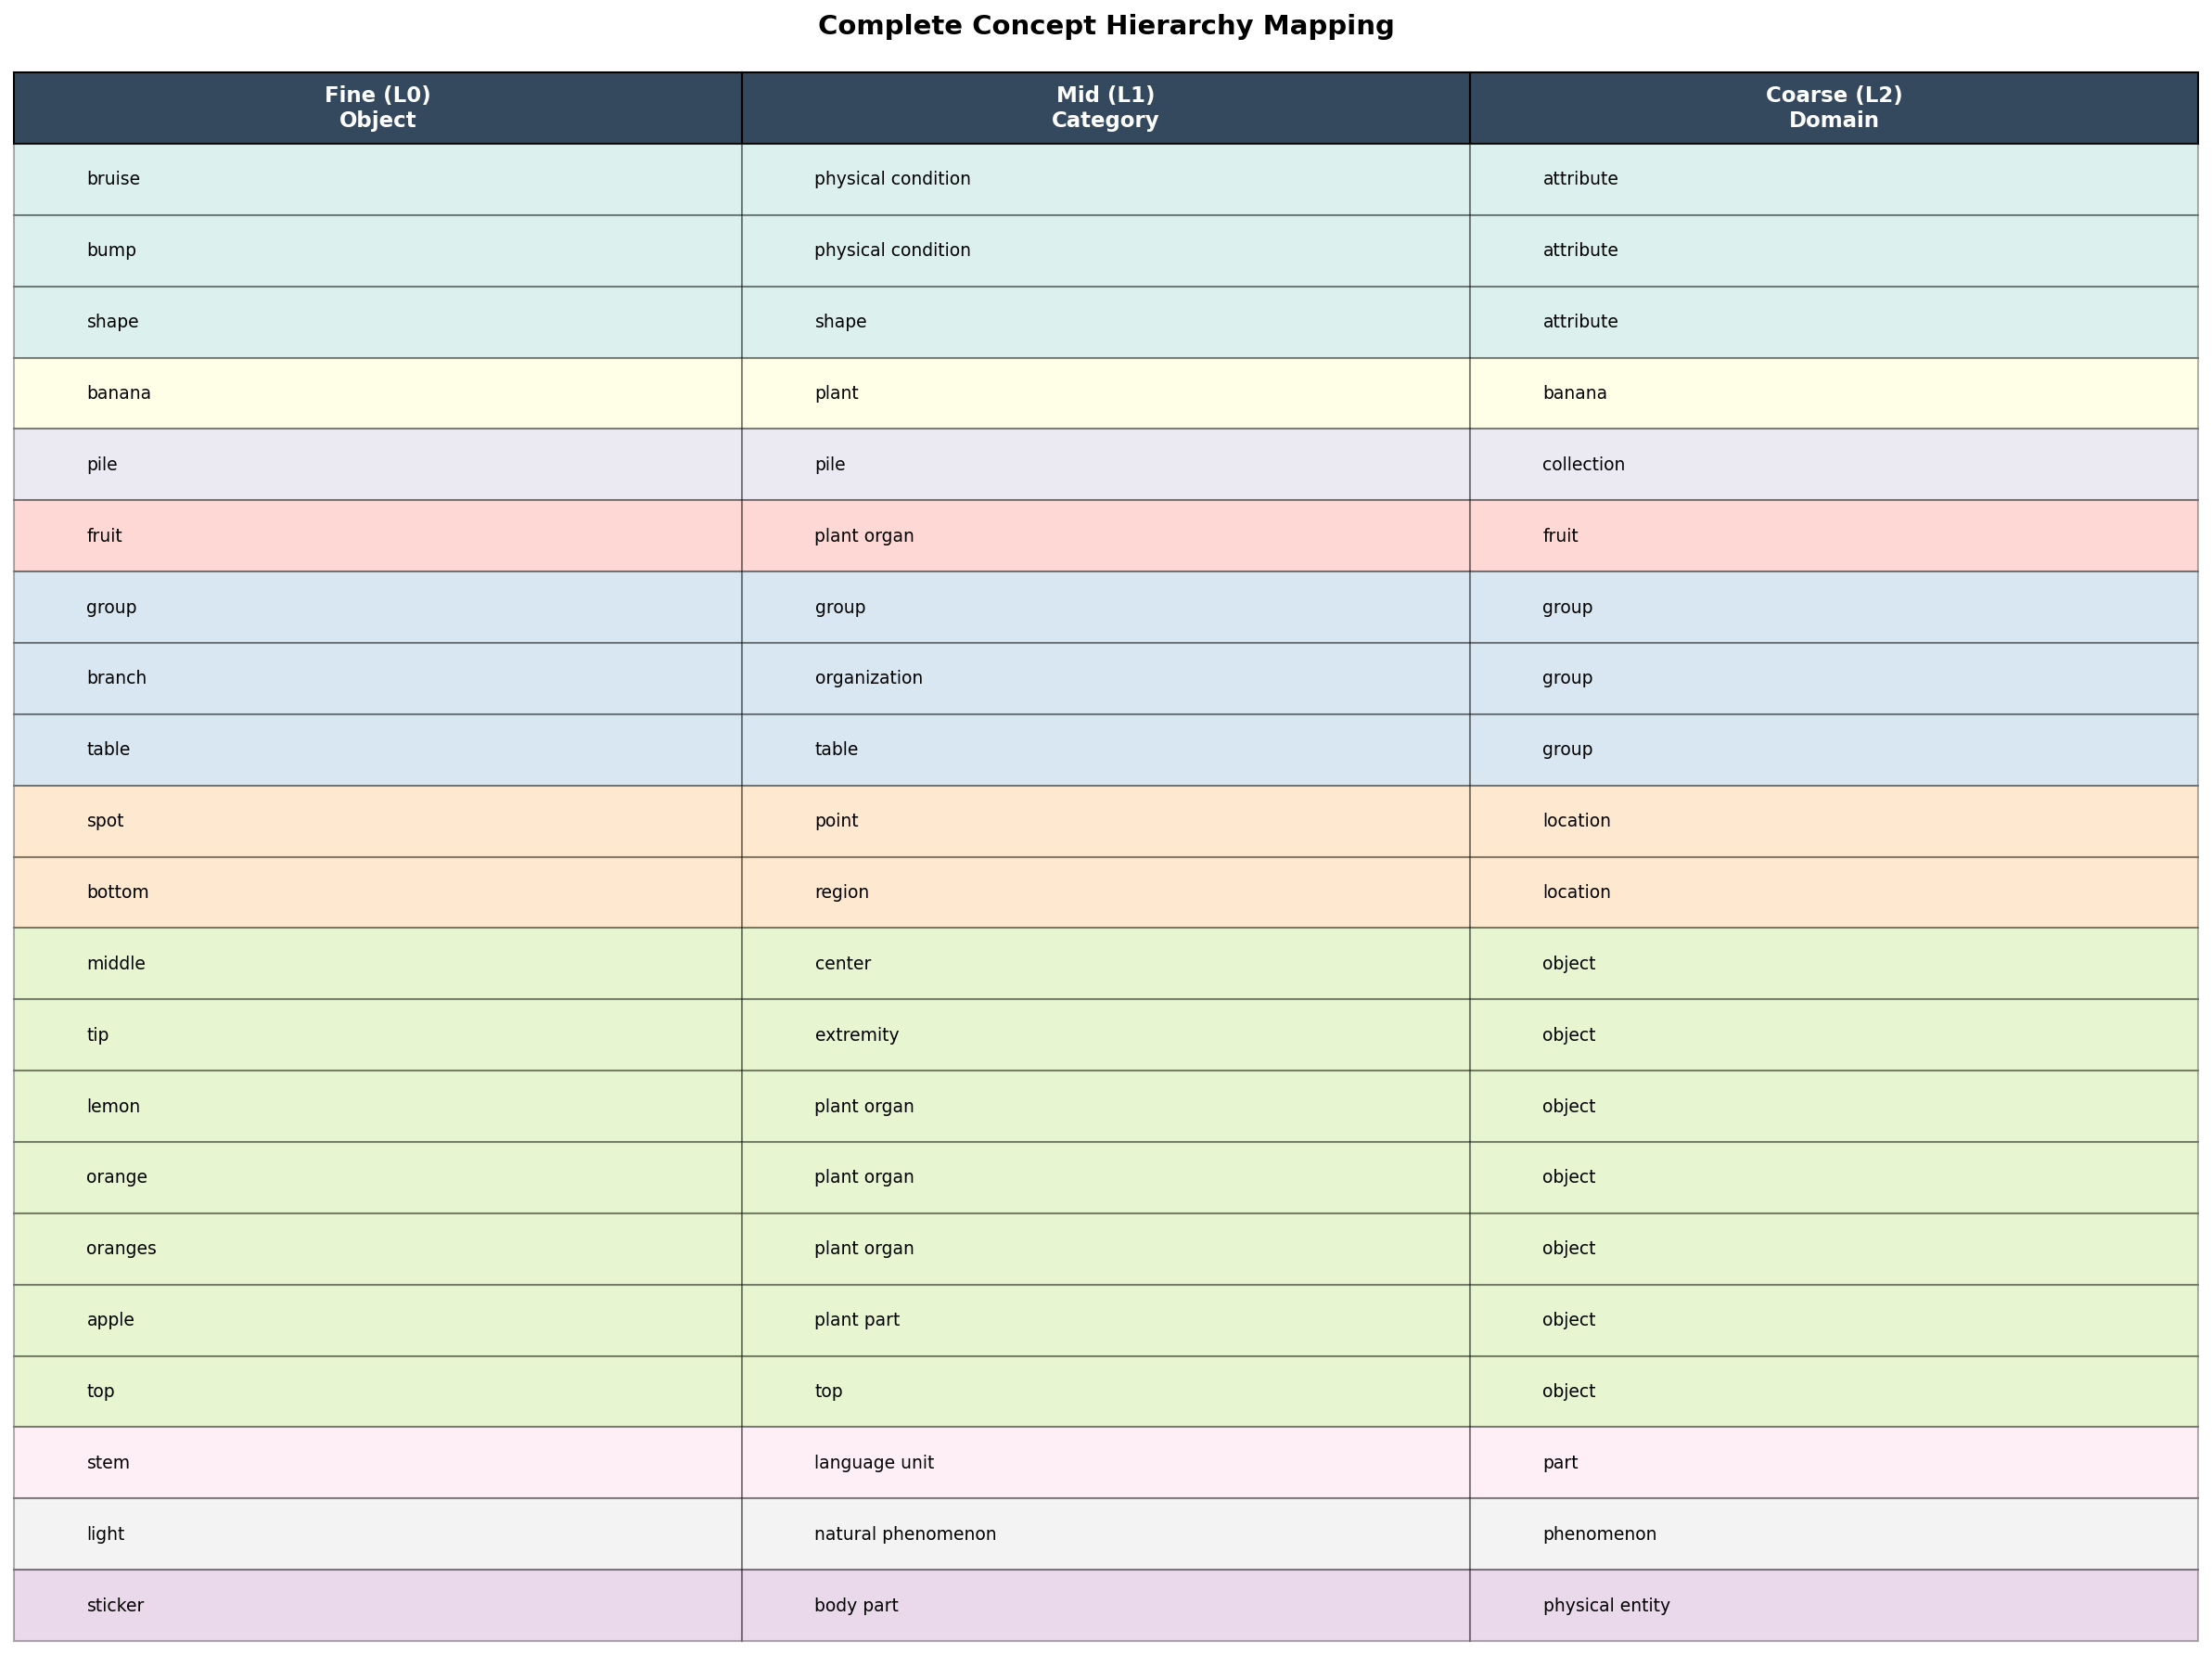 Complete Concept Hierarchy Mapping
Fine (L0) Mid (L1) Coarse (L2)
Object Category Domain
bruise physical condition attribute
bump physical condition attribute
shape shape attribute
banana plant banana
pile pile collection
fruit plant organ fruit
group group group
branch organization group
table table group
spot point location
bottom region location
middle center object
tip extremity object
lemon plant organ object
orange plant organ object
oranges plant organ object
apple plant part object
top top object
stem language unit part
light natural phenomenon phenomenon
sticker body part physical entity